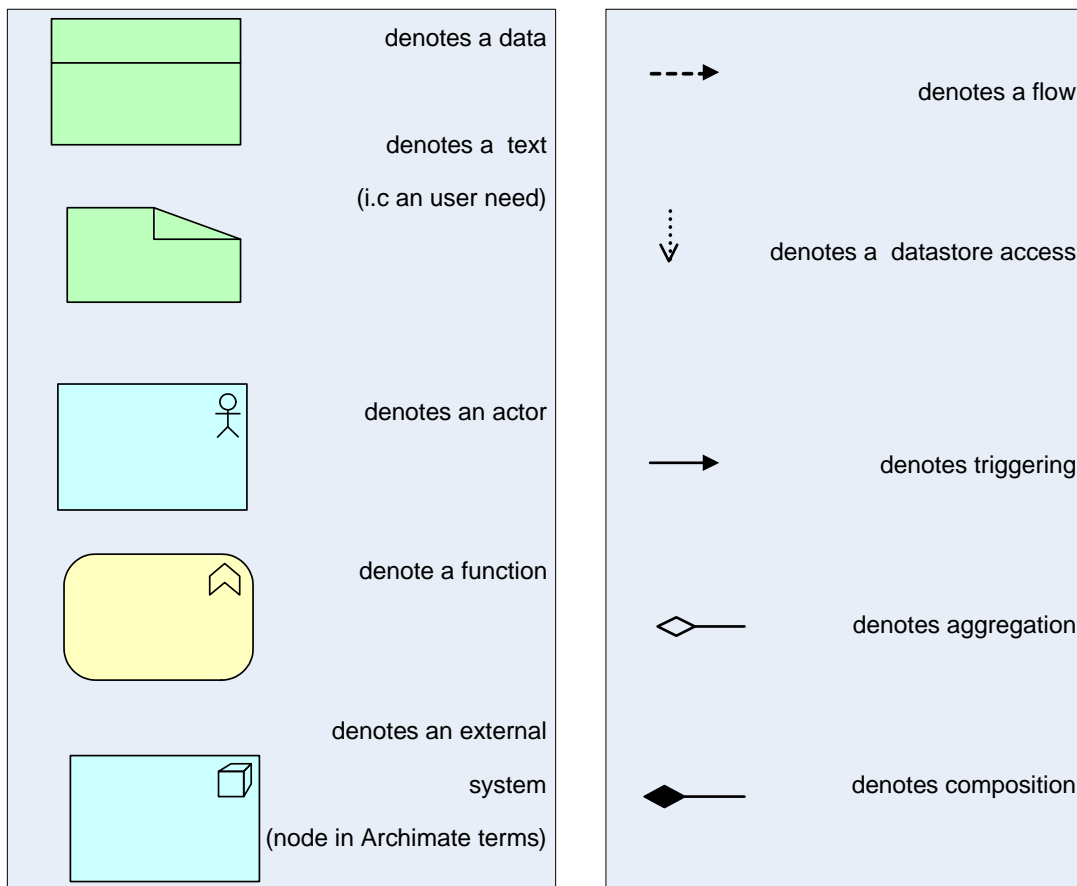 denotes a data
denotes a text
(i.c an user need)
denotes an actor
denote a function
denotes an external
system
(node in Archimate terms)
denotes a flow
denotes a datastore access
denotes triggering
denotes aggregation
denotes composition